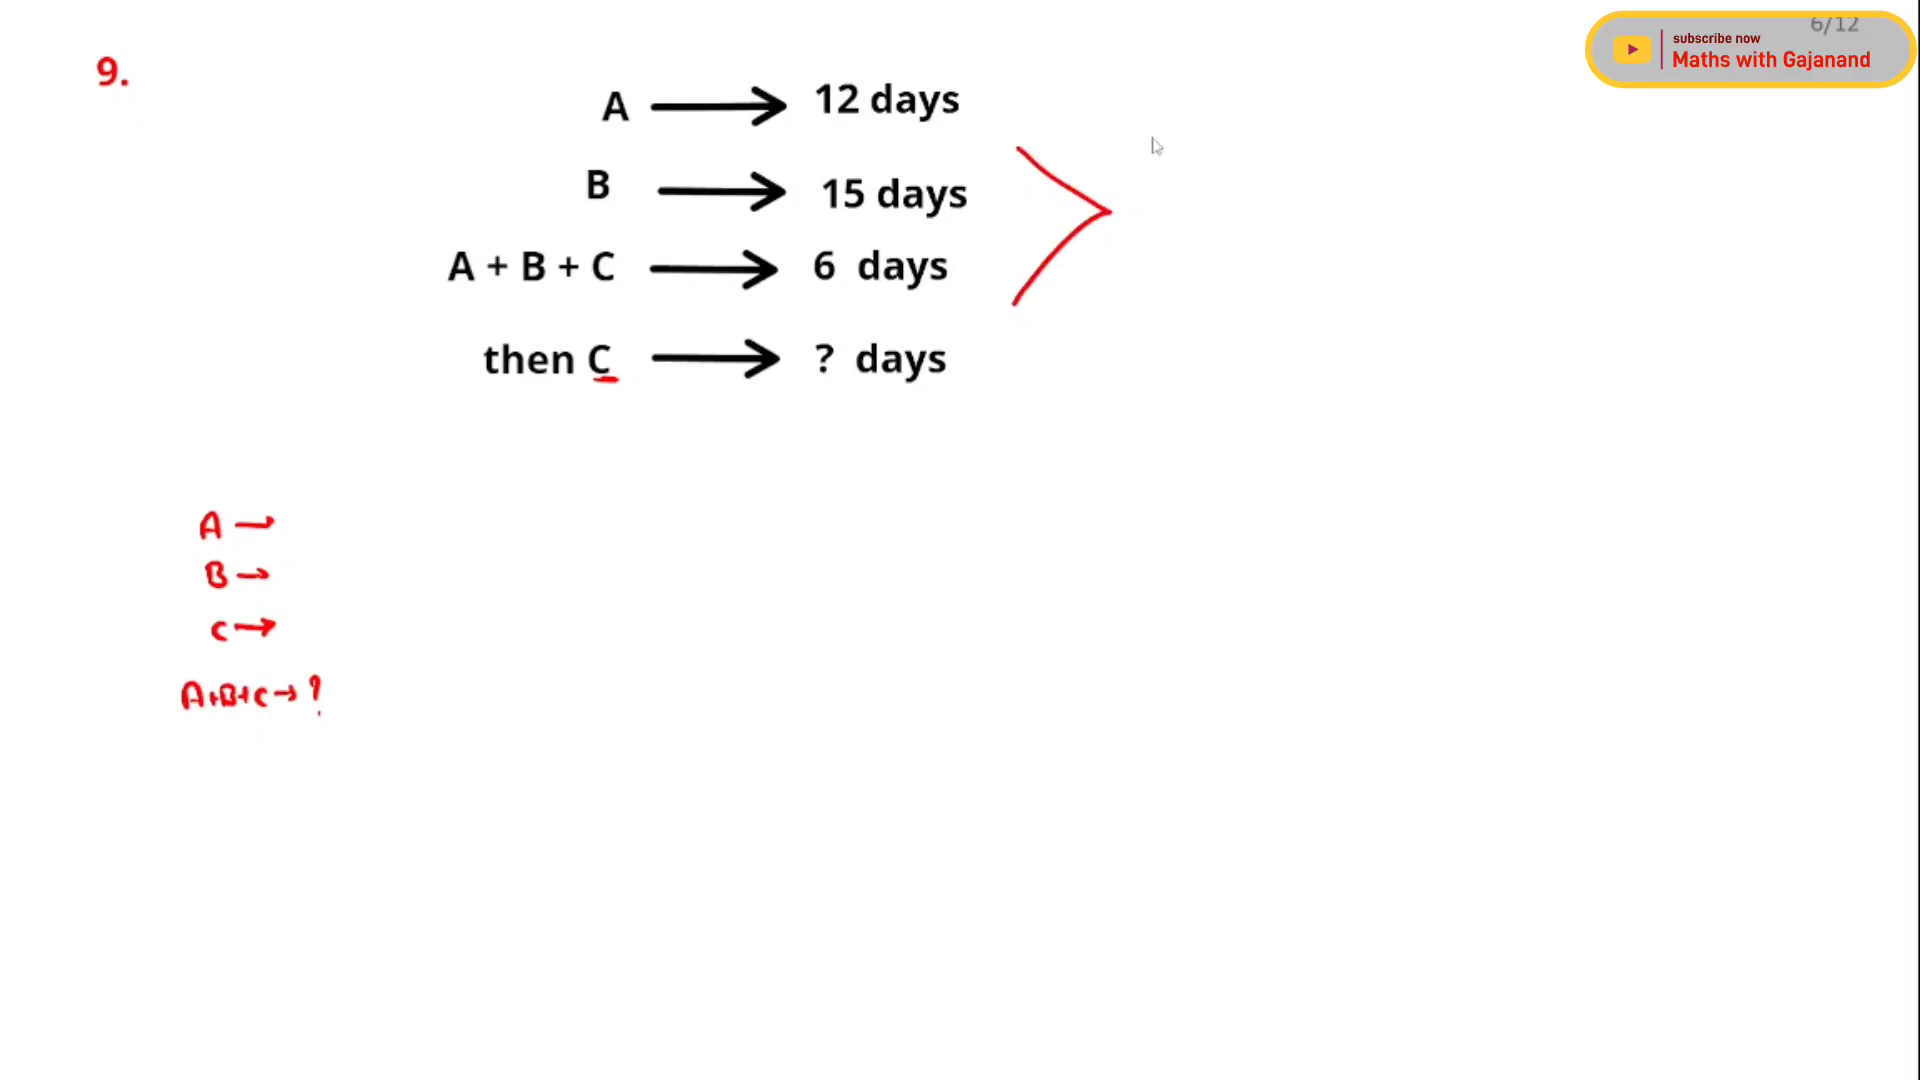 6/12
subscribe now
Maths with Gajanand
9.
A → 12 days
B → 15 days
A + B + C → 6 days
then C → ? days
A →
B →
C →
A+B+C → ?